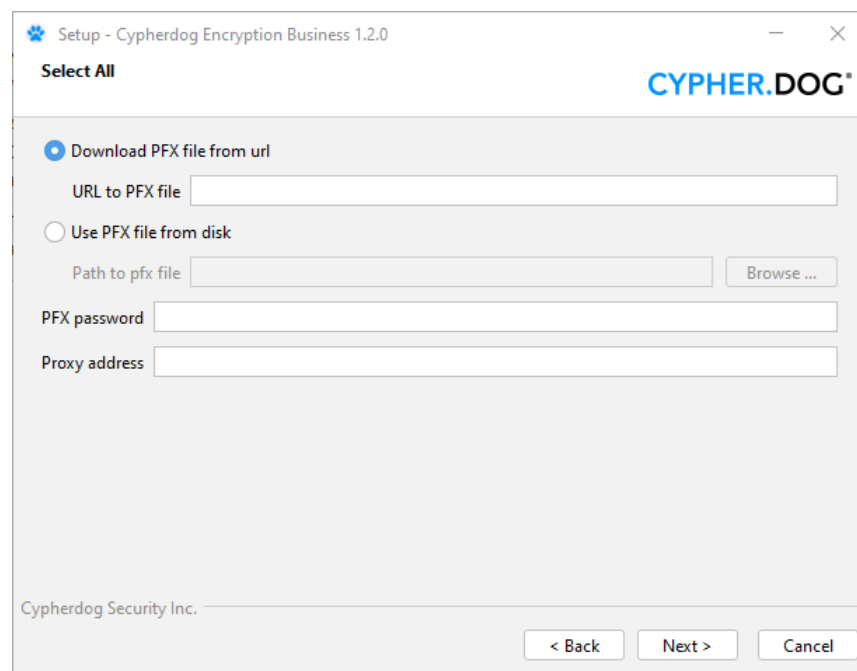 Setup - Cypherdog Encryption Business 1.2.0
Select All
CYPHER.DOG®
Download PFX file from url
URL to PFX file
Use PFX file from disk
Path to pfx file
Browse ...
PFX password
Proxy address
Cypherdog Security Inc.
< Back Next > Cancel